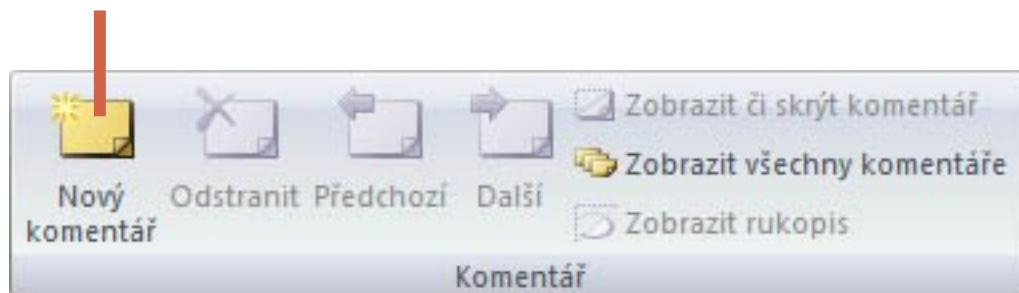 Nový
komentář
Odstranit
Předchozí
Další
Zobrazit či skrýt komentář
Zobrazit všechny komentáře
Zobrazit rukopis
Komentář